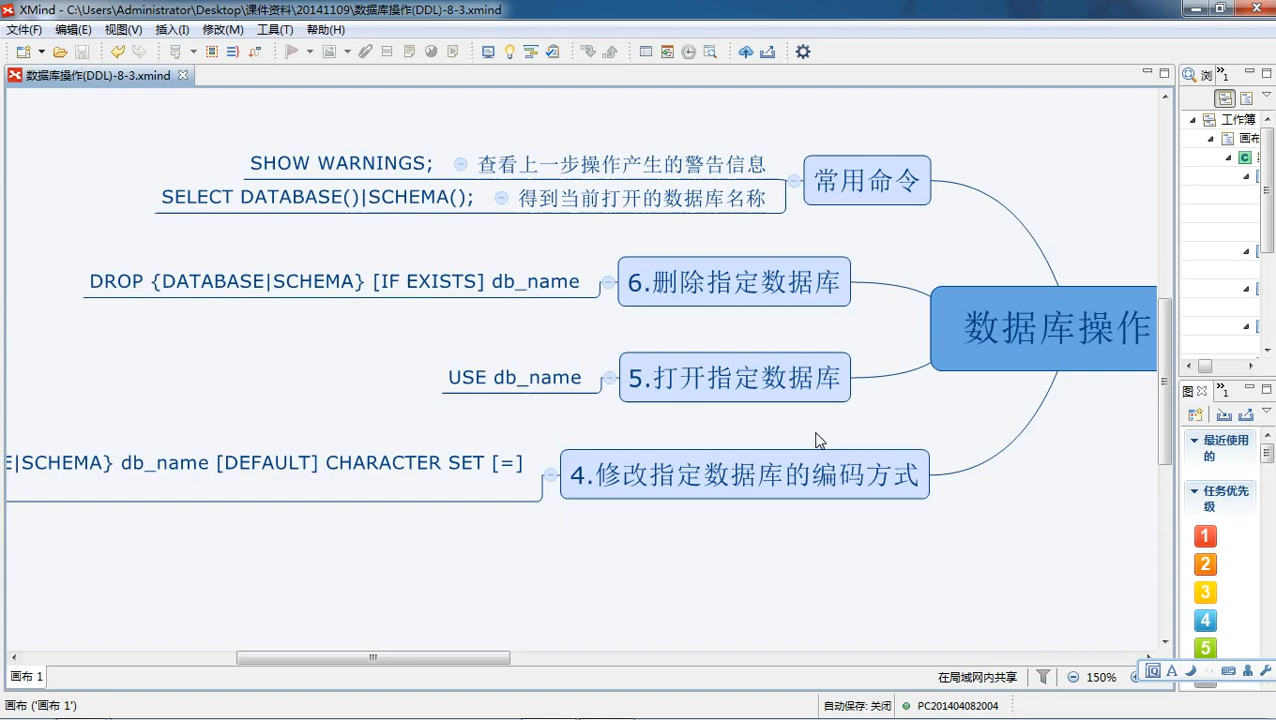 XMind - C:\Users\Administrator\Desktop\课件资料\20141109\数据库操作(DDL)-8-3.xmind
文件(F) 编辑(E) 视图(V) 插入(I) 修改(M) 工具(T) 帮助(H)
数据库操作(DDL)-8-3.xmind
浏
SHOW WARNINGS; 查看上一步操作产生的警告信息
SELECT DATABASE()|SCHEMA(); 得到当前打开的数据库名称
常用命令
DROP {DATABASE|SCHEMA} [IF EXISTS] db_name
6.删除指定数据库
数据库操作
USE db_name
5.打开指定数据库
E|SCHEMA} db_name [DEFAULT] CHARACTER SET [=]
4.修改指定数据库的编码方式
工作簿
画布
图
最近使用
的
任务优先
级
1
2
3
4
5
画布 1
在局域网内共享
150%
画布 ('画布 1')
自动保存: 关闭
PC201404082004